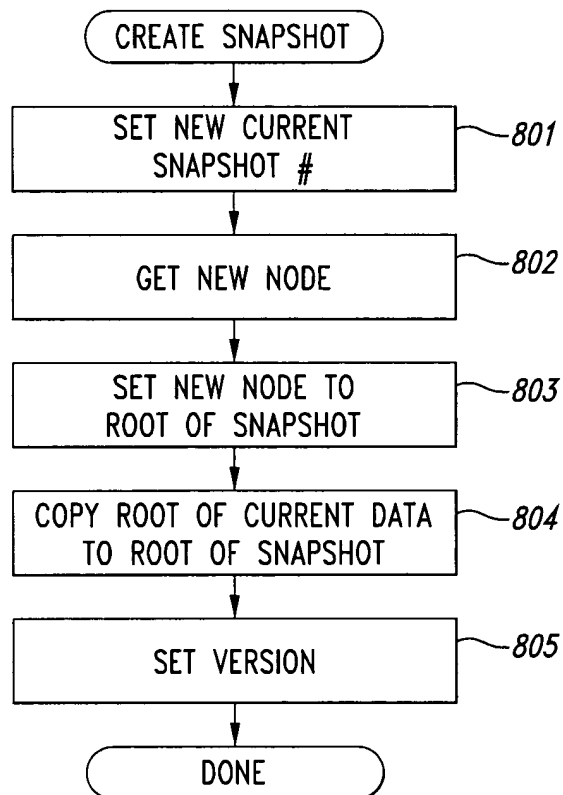 CREATE SNAPSHOT
SET NEW CURRENT
SNAPSHOT #
801
GET NEW NODE
802
SET NEW NODE TO
ROOT OF SNAPSHOT
803
COPY ROOT OF CURRENT DATA
TO ROOT OF SNAPSHOT
804
SET VERSION
805
DONE